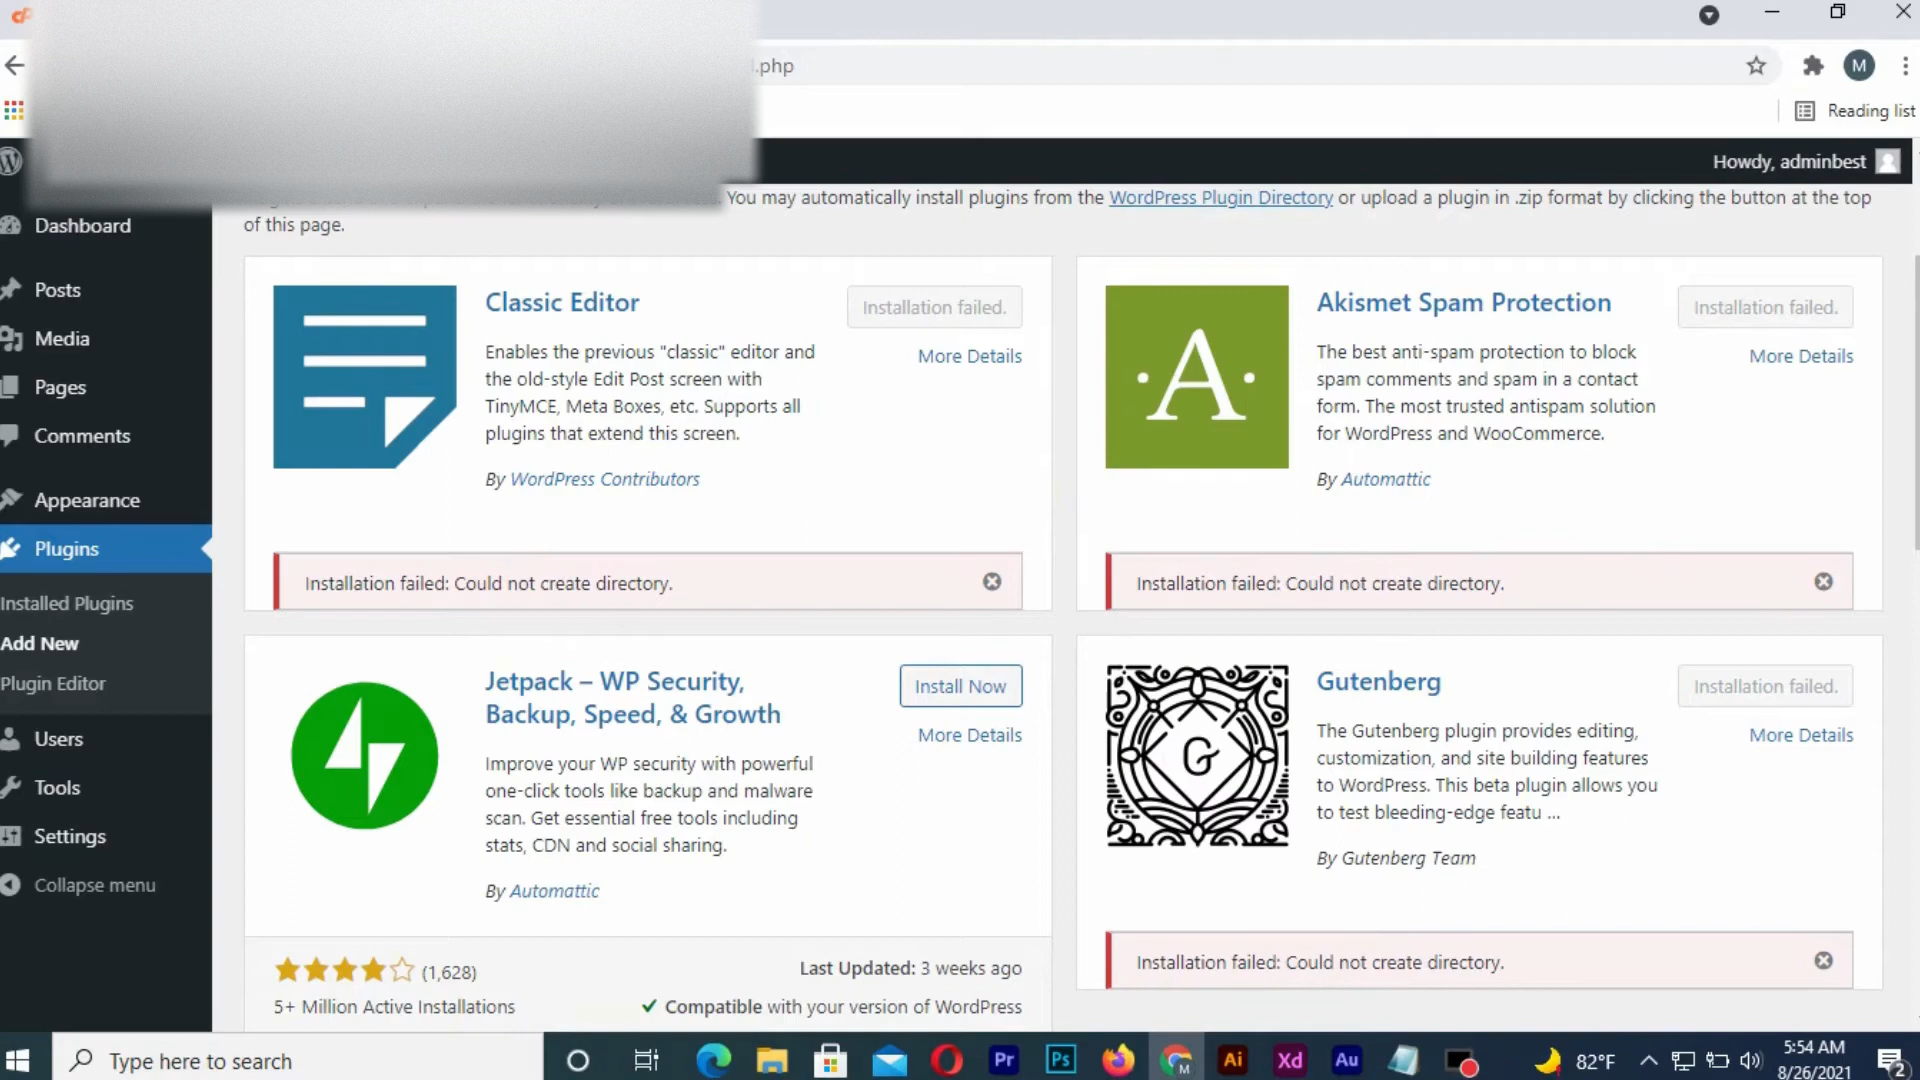 .php
M
Reading list
Howdy, adminbest
You may automatically install plugins from the WordPress Plugin Directory or upload a plugin in .zip format by clicking the button at the top
of this page.
Dashboard
Posts
Media
Pages
Comments
Appearance
Plugins
Installed Plugins
Add New
Plugin Editor
Users
Tools
Settings
Collapse menu
Classic Editor
Installation failed.
More Details
Enables the previous "classic" editor and
the old-style Edit Post screen with
TinyMCE, Meta Boxes, etc. Supports all
plugins that extend this screen.
By WordPress Contributors
Installation failed: Could not create directory.
A
Akismet Spam Protection
Installation failed.
More Details
The best anti-spam protection to block
spam comments and spam in a contact
form. The most trusted antispam solution
for WordPress and WooCommerce.
By Automattic
Installation failed: Could not create directory.
Jetpack – WP Security,
Backup, Speed, & Growth
Install Now
More Details
Improve your WP security with powerful
one-click tools like backup and malware
scan. Get essential free tools including
stats, CDN and social sharing.
By Automattic
(1,628)
Last Updated: 3 weeks ago
5+ Million Active Installations
Compatible with your version of WordPress
G
Gutenberg
Installation failed.
More Details
The Gutenberg plugin provides editing,
customization, and site building features
to WordPress. This beta plugin allows you
to test bleeding-edge featu ...
By Gutenberg Team
Installation failed: Could not create directory.
Type here to search
Pr
Ps
M
Ai
Xd
Au
82°F
5:54 AM
8/26/2021
2